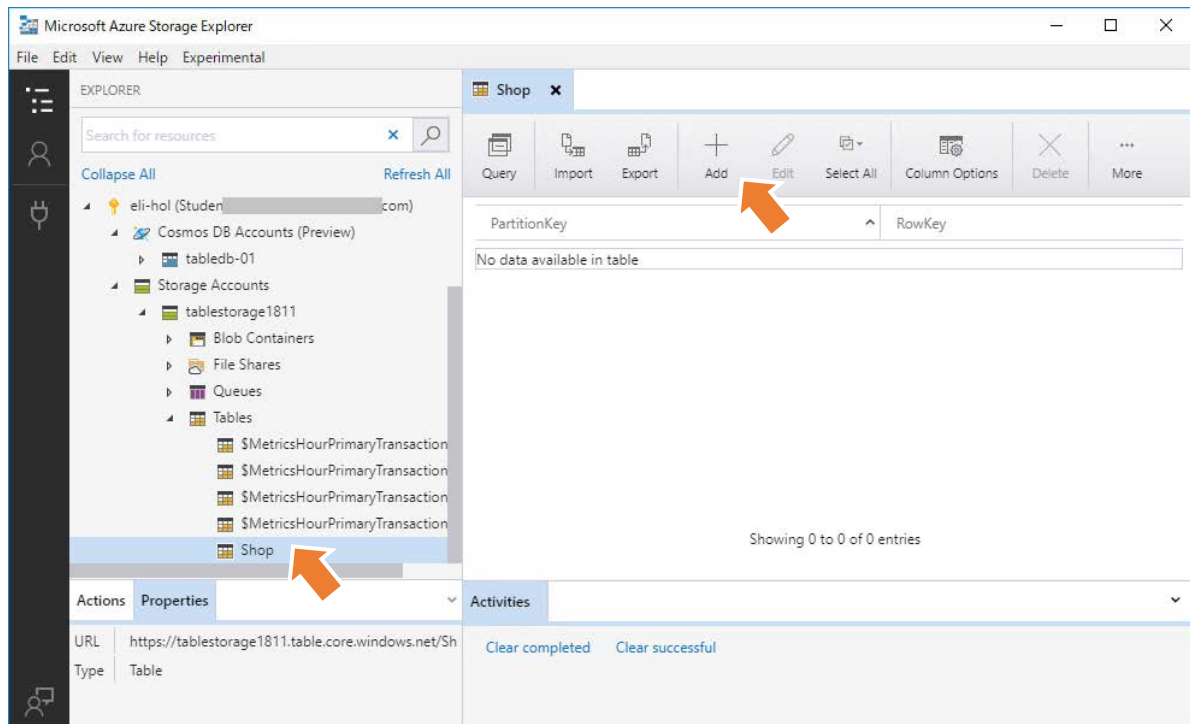 Microsoft Azure Storage Explorer
File Edit View Help Experimental
EXPLORER
Search for resources
Collapse All Refresh All
eli-hol (Studen com)
Cosmos DB Accounts (Preview)
tabledb-01
Storage Accounts
tablestorage1811
Blob Containers
File Shares
Queues
Tables
$MetricsHourPrimaryTransaction
$MetricsHourPrimaryTransaction
$MetricsHourPrimaryTransaction
$MetricsHourPrimaryTransaction
Shop
Actions Properties
URL https://tablestorage1811.table.core.windows.net/Sh
Type Table
Shop
Query Import Export Add Edit Select All Column Options Delete More
PartitionKey RowKey
No data available in table
Showing 0 to 0 of 0 entries
Activities
Clear completed Clear successful